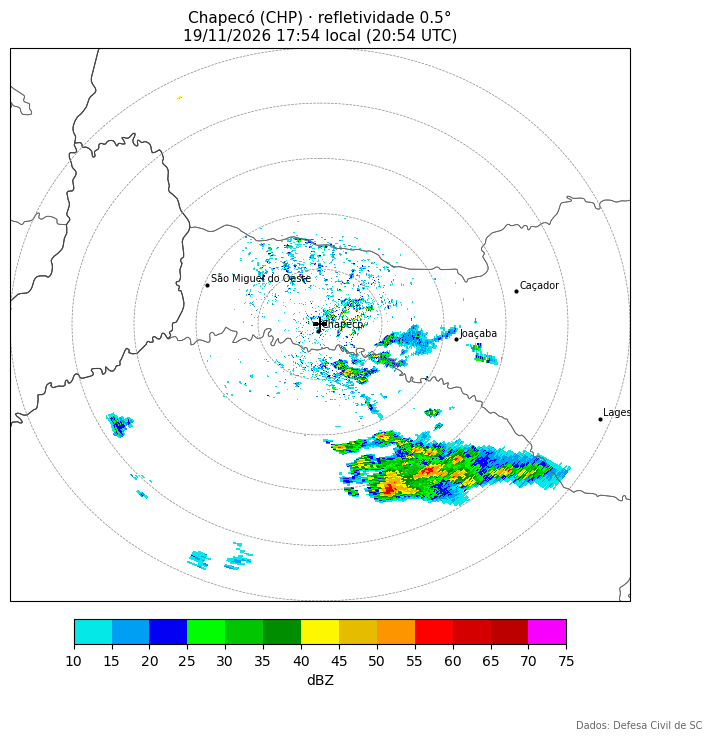 Chapecó (CHP) · refletividade 0.5°
19/11/2026 17:54 local (20:54 UTC)
São Miguel do Oeste
Caçador
Chapecó
Joaçaba
Lages
10 15 20 25 30 35 40 45 50 55 60 65 70 75
dBZ
Dados: Defesa Civil de SC